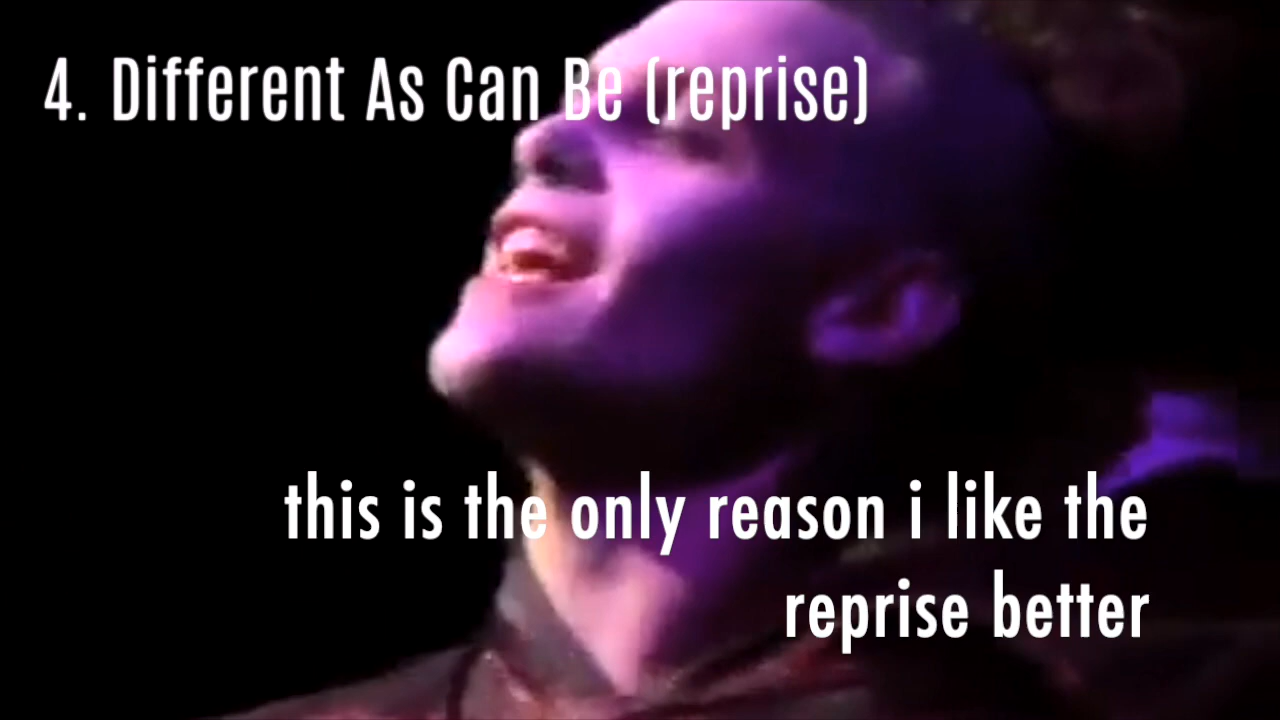 4. Different As Can Be (reprise)
this is the only reason i like the
reprise better